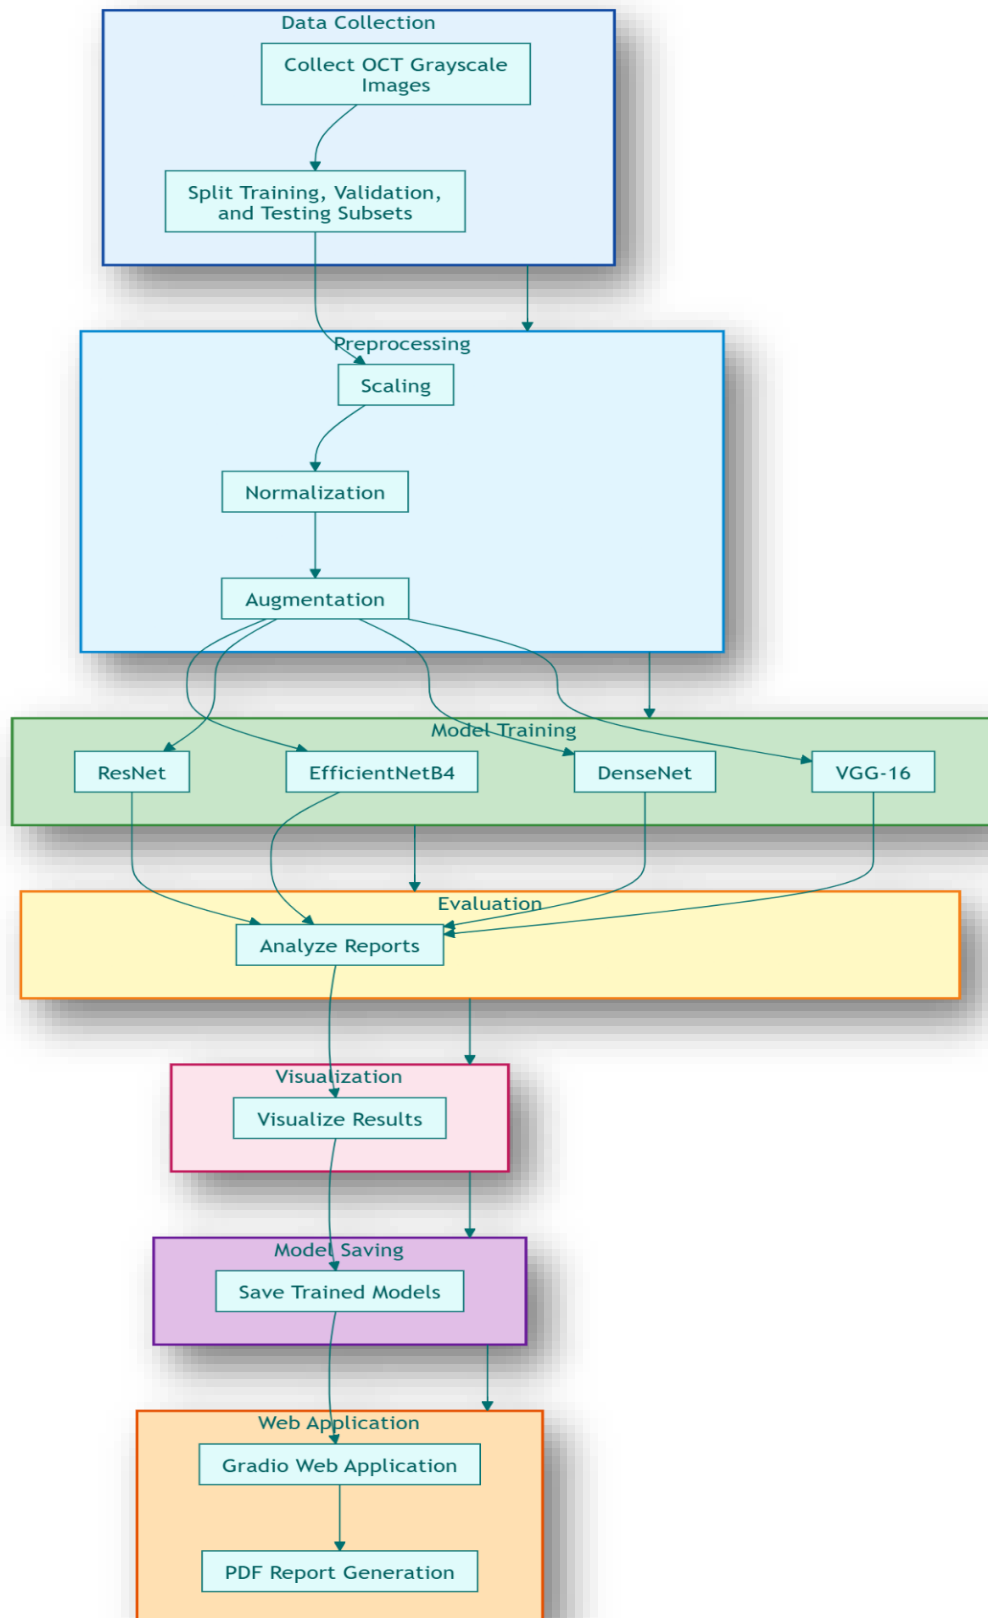 Data Collection
Collect OCT Grayscale
Images
Split Training, Validation,
and Testing Subsets
Preprocessing
Scaling
Normalization
Augmentation
Model Training
ResNet
EfficientNetB4
DenseNet
VGG-16
Evaluation
Analyze Reports
Visualization
Visualize Results
Model Saving
Save Trained Models
Web Application
Gradio Web Application
PDF Report Generation